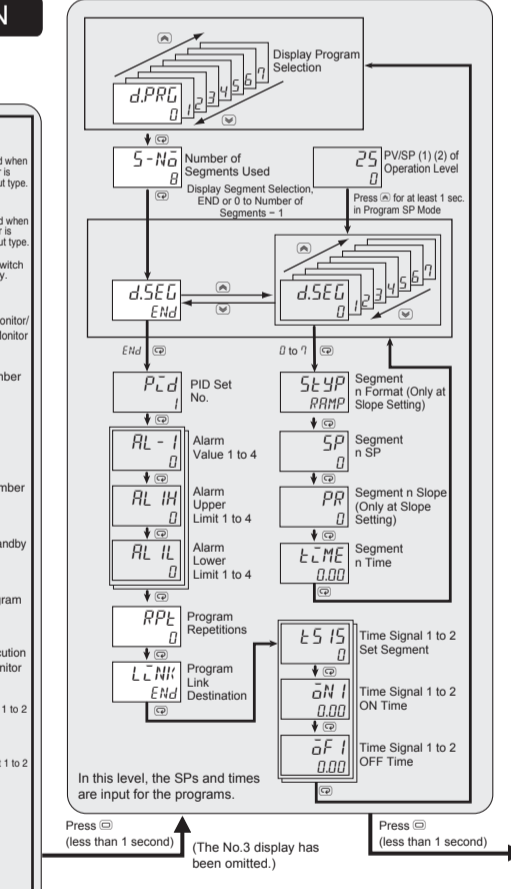 N
d when
r is
ut type.
d when
r is
ut type.
witch
y.
onitor/
Monitor
nber
mber
andby
gram
cution
nitor
1 to 2
t 1 to 2
d.PRG
0 1 2 3 4 5 6 7
Display Program
Selection
S-No
8
Number of
Segments Used
25
0
PV/SP (1) (2) of
Operation Level
Display Segment Selection,
END or 0 to Number of
Segments − 1
Press for at least 1 sec.
in Program SP Mode
d.SEG
ENd
d.SEG
0 1 2 3 4 5 6 7
ENd
0 to 7
Pid
1
PID Set
No.
AL-1
0
Alarm
Value 1 to 4
AL 1H
0
Alarm
Upper
Limit 1 to 4
AL 1L
0
Alarm
Lower
Limit 1 to 4
RPt
0
Program
Repetitions
LiNK
ENd
Program
Link
Destination
StYP
RAMP
Segment
n Format (Only at
Slope Setting)
SP
0
Segment
n SP
PR
0
Segment n Slope
(Only at Slope
Setting)
tiME
0.00
Segment
n Time
tS1S
0
Time Signal 1 to 2
Set Segment
oN1
0.00
Time Signal 1 to 2
ON Time
oF1
0.00
Time Signal 1 to 2
OFF Time
In this level, the SPs and times
are input for the programs.
Press
(less than 1 second)
(The No.3 display has
been omitted.)
Press
(less than 1 second)